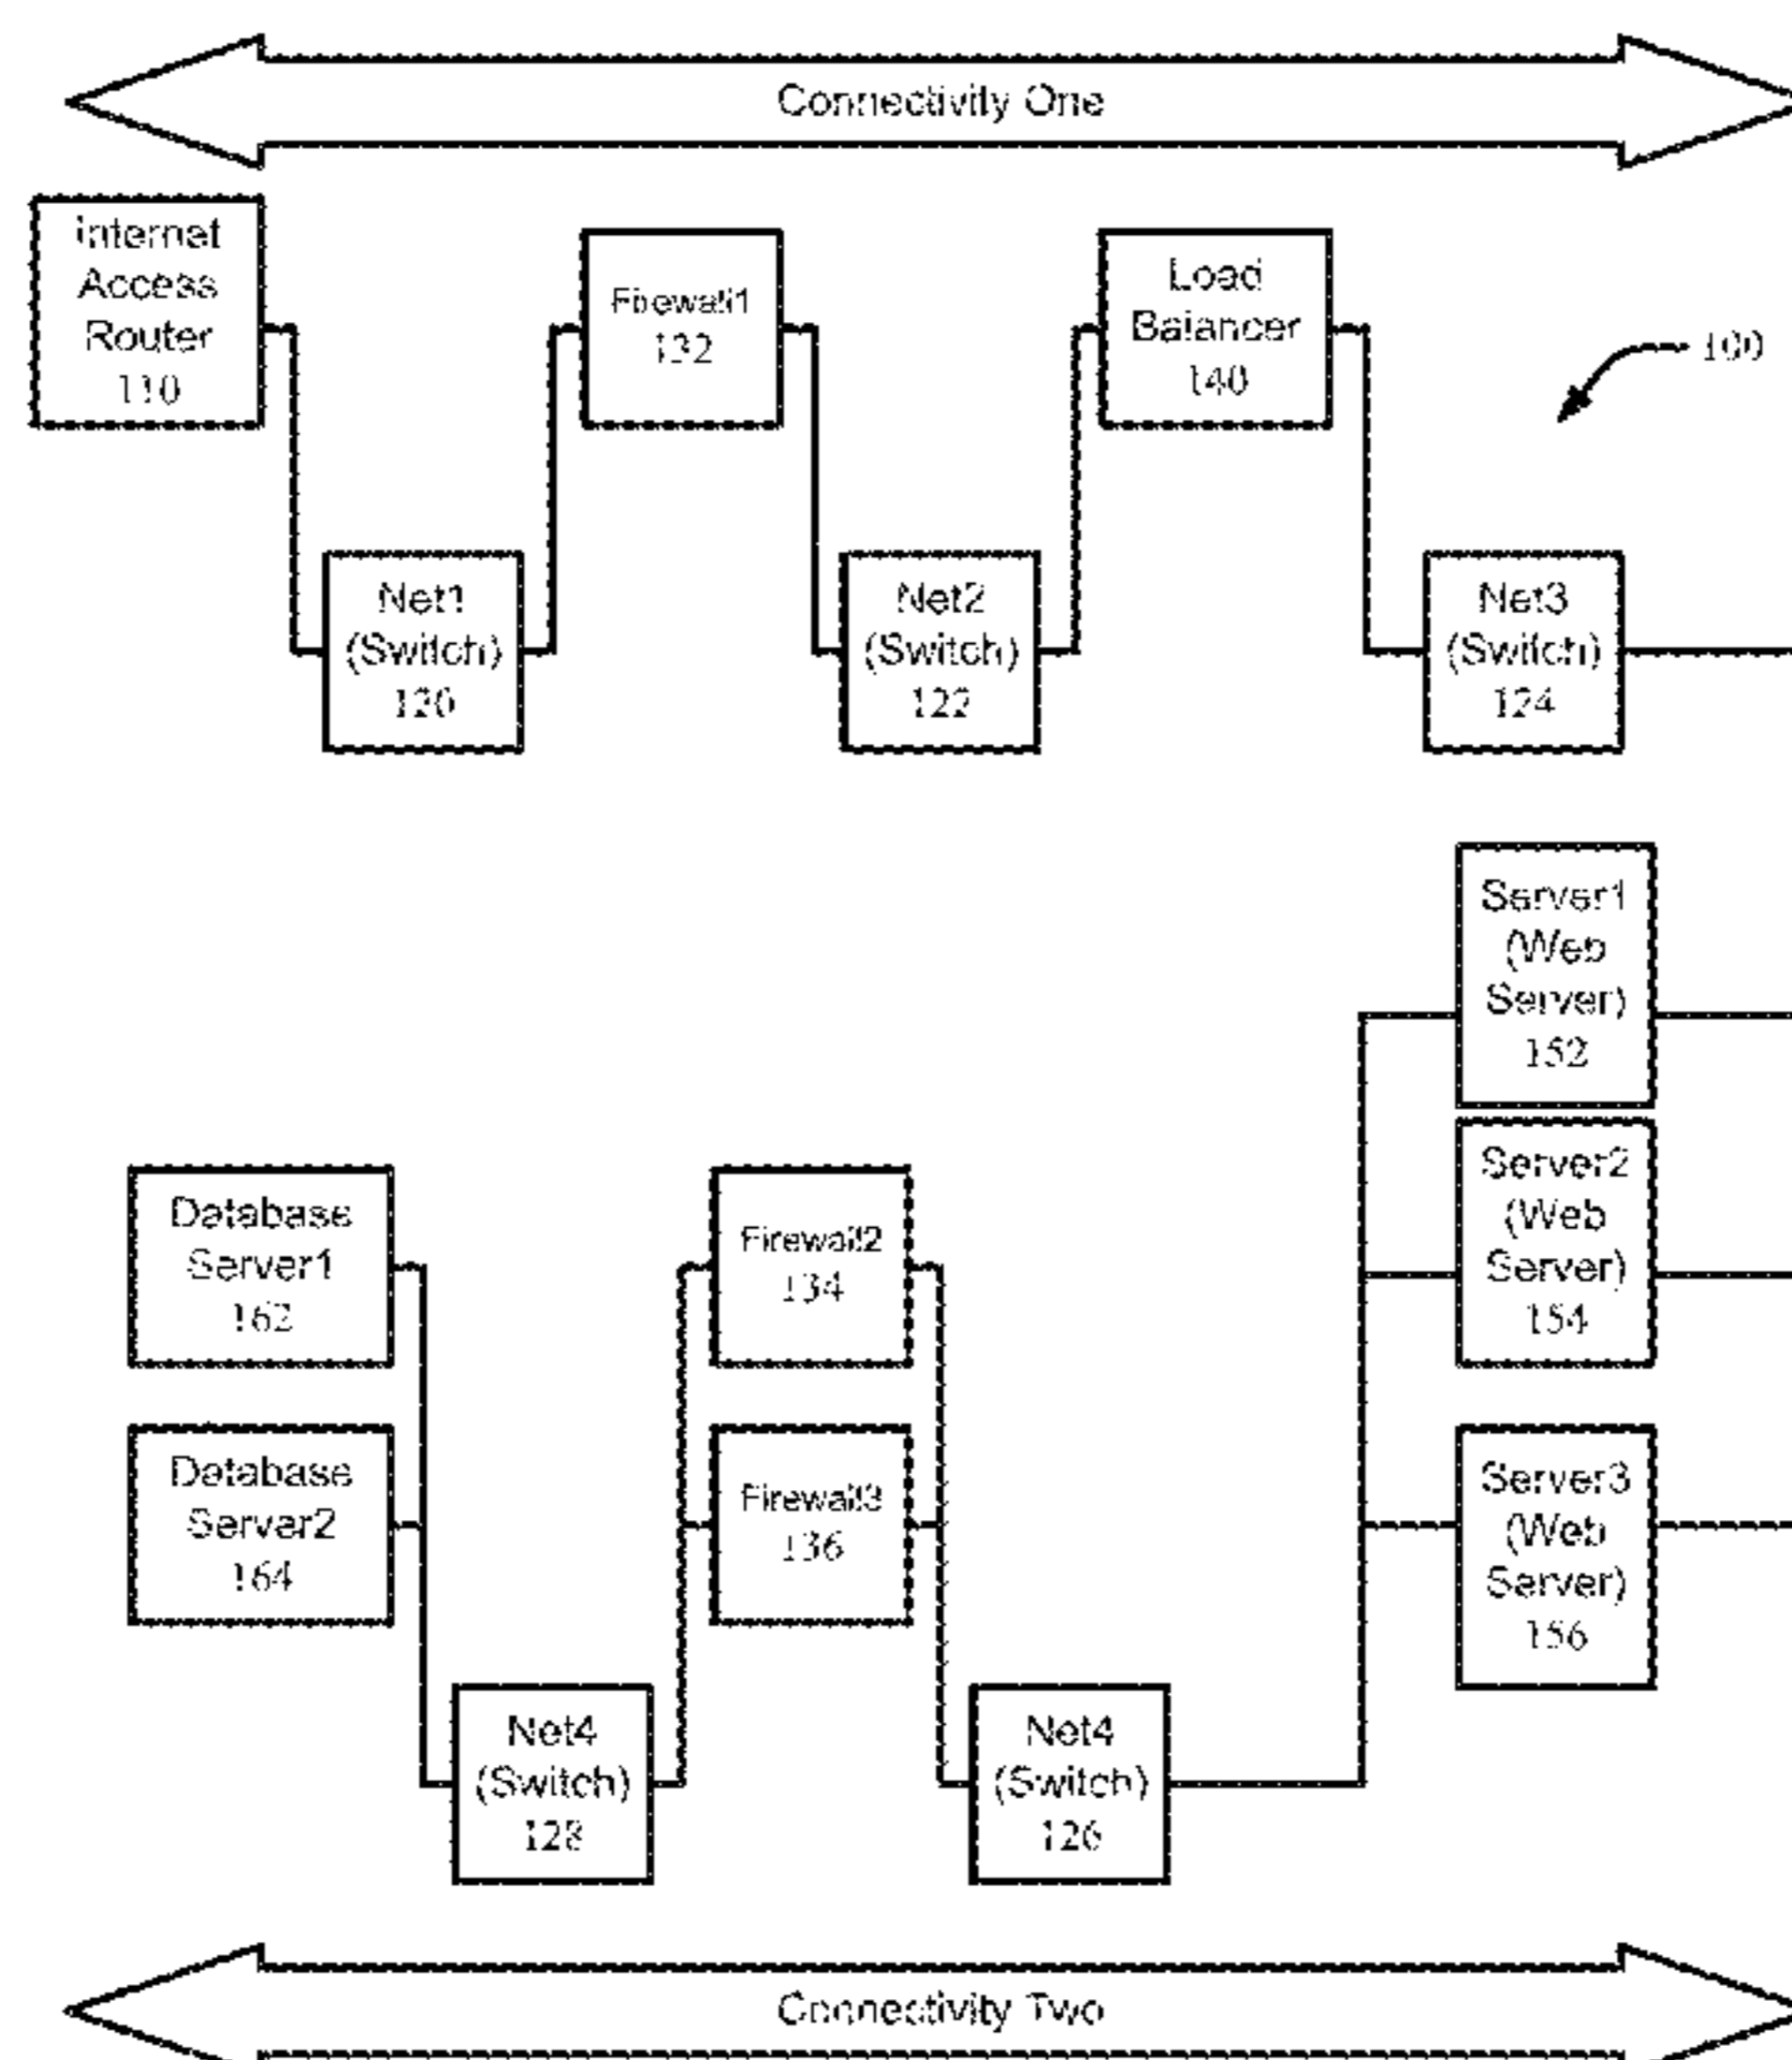 Connectivity One
Internet
Access
Router
110
Firewall1
132
Load
Balancer
140
100
Net1
(Switch)
120
Net2
(Switch)
122
Net3
(Switch)
124
Server1
(Web
Server)
152
Database
Server1
162
Firewall2
134
Server2
(Web
Server)
154
Database
Server2
164
Firewall3
136
Server3
(Web
Server)
156
Net4
(Switch)
128
Net4
(Switch)
126
Connectivity Two